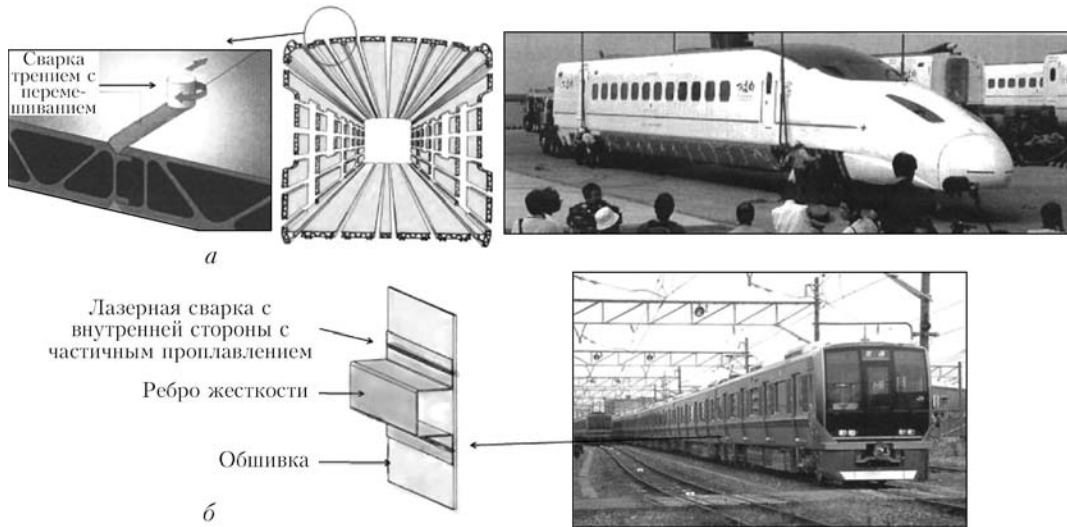 Сварка
трением с
переме-
шиванием
а
Лазерная сварка с
внутренней стороны с
частичным проплавлением
Ребро жесткости
Обшивка
б